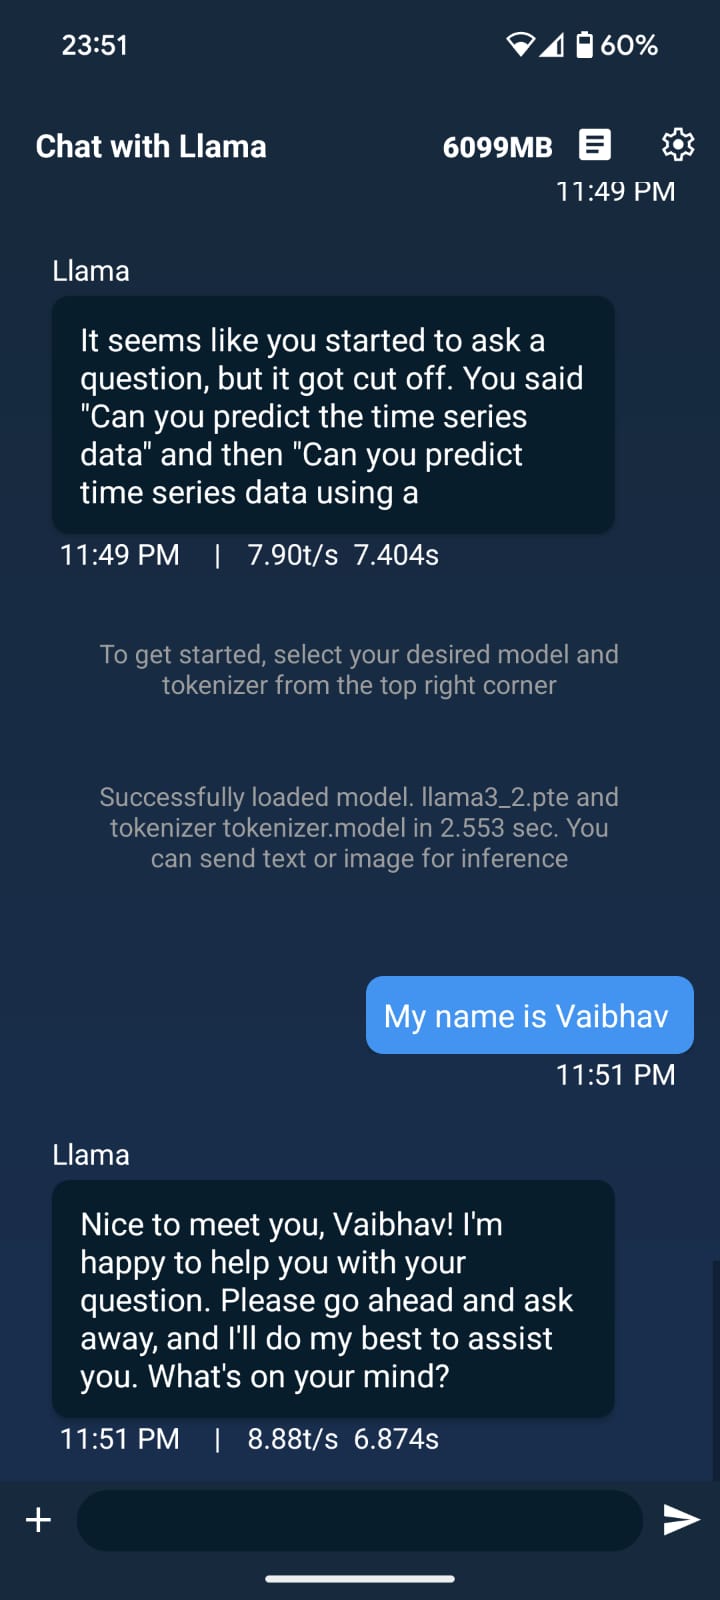 23:51
60%
Chat with Llama
6099MB
11:49 PM
Llama
It seems like you started to ask a
question, but it got cut off. You said
"Can you predict the time series
data" and then "Can you predict
time series data using a
11:49 PM | 7.90t/s 7.404s
To get started, select your desired model and
tokenizer from the top right corner
Successfully loaded model. llama3_2.pte and
tokenizer tokenizer.model in 2.553 sec. You
can send text or image for inference
My name is Vaibhav
11:51 PM
Llama
Nice to meet you, Vaibhav! I'm
happy to help you with your
question. Please go ahead and ask
away, and I'll do my best to assist
you. What's on your mind?
11:51 PM | 8.88t/s 6.874s